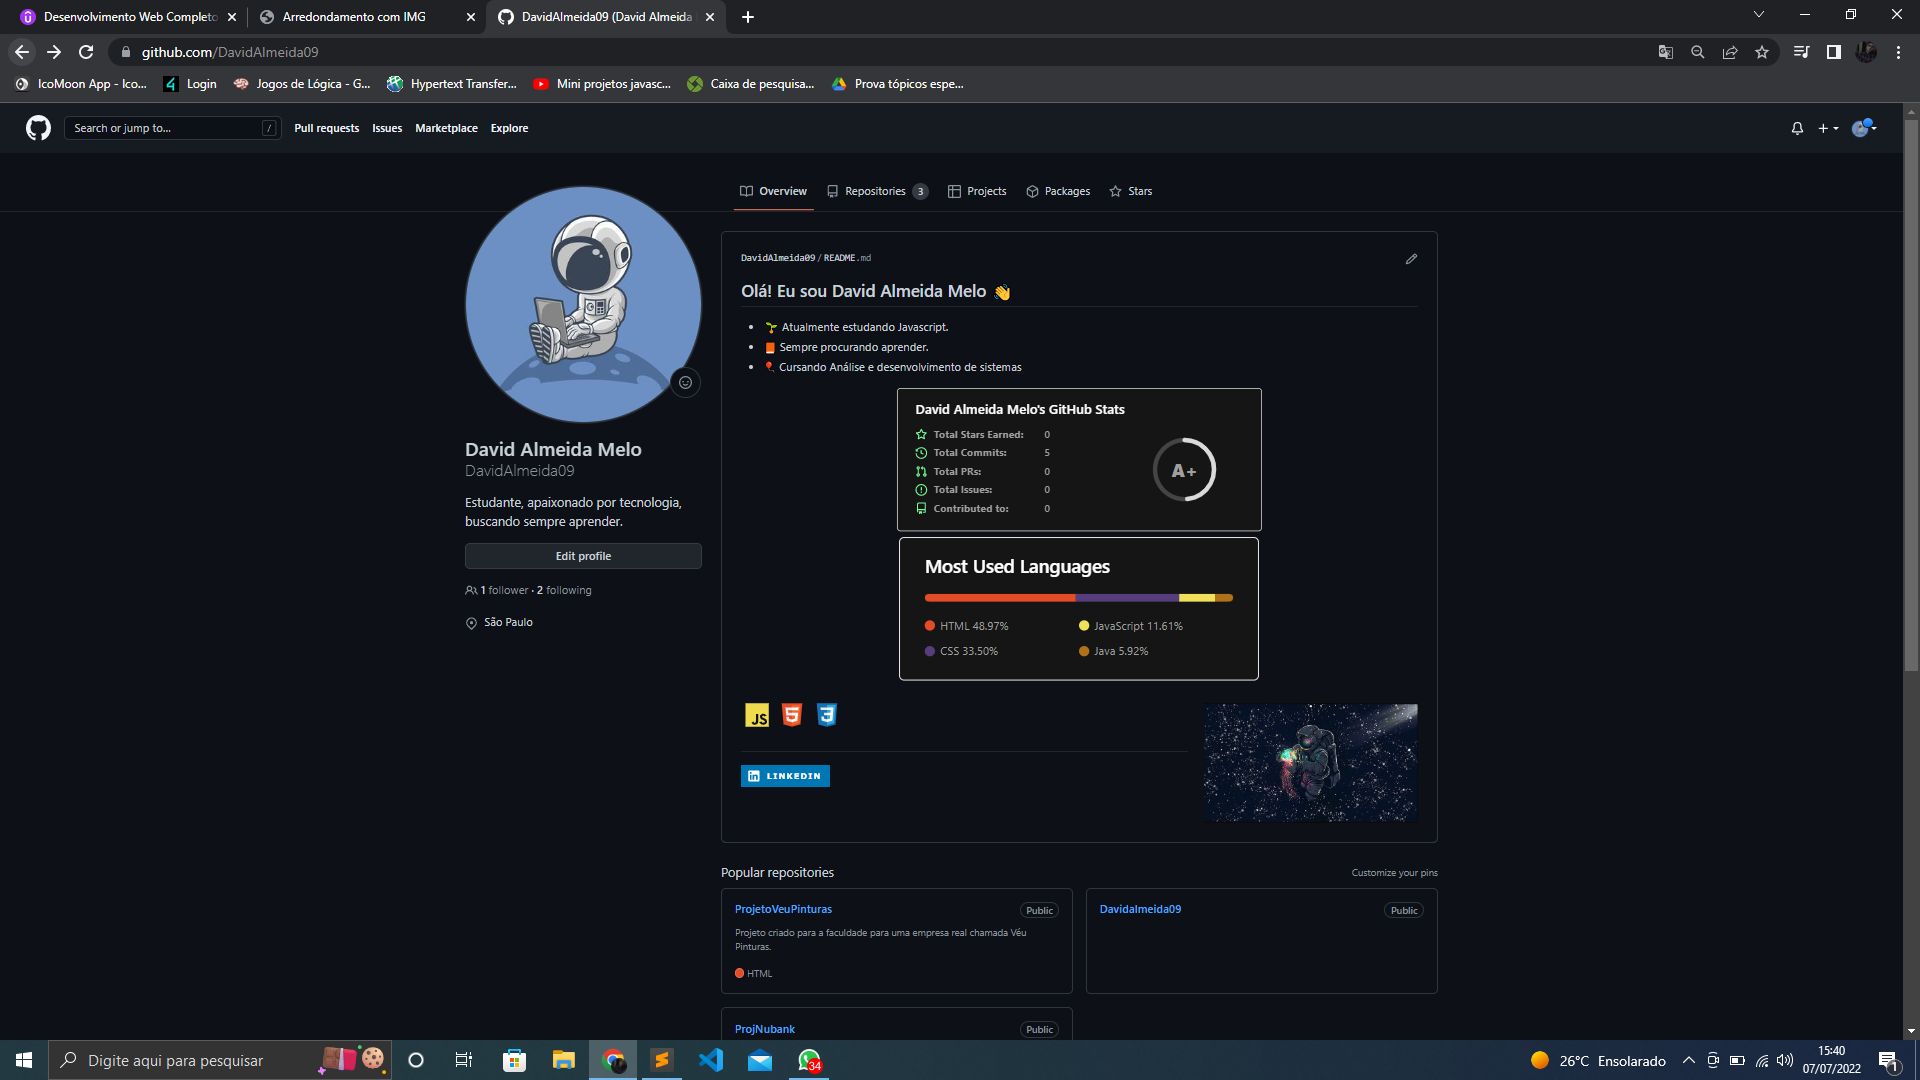 Desenvolvimento Web Completo
Arredondamento com IMG
DavidAlmeida09 (David Almeida
github.com/DavidAlmeida09
IcoMoon App - Ico...
Login
Jogos de Lógica - G...
Hypertext Transfer...
Mini projetos javasc...
Caixa de pesquisa...
Prova tópicos espe...
Search or jump to...
/
Pull requests
Issues
Marketplace
Explore
Overview
Repositories 3
Projects
Packages
Stars
DavidAlmeida09/README.md
Olá! Eu sou David Almeida Melo 👋
Atualmente estudando Javascript.
Sempre procurando aprender.
Cursando Análise e desenvolvimento de sistemas
David Almeida Melo's GitHub Stats
Total Stars Earned: 0
Total Commits: 5
Total PRs: 0
Total Issues: 0
Contributed to: 0
A+
Most Used Languages
HTML 48.97%
JavaScript 11.61%
CSS 33.50%
Java 5.92%
JS
5
3
in LINKEDIN
David Almeida Melo
DavidAlmeida09
Estudante, apaixonado por tecnologia,
buscando sempre aprender.
Edit profile
1 follower · 2 following
São Paulo
Popular repositories
Customize your pins
ProjetoVeuPinturas
Public
Projeto criado para a faculdade para uma empresa real chamada Véu
Pinturas.
HTML
Davidalmeida09
Public
ProjNubank
Public
Digite aqui para pesquisar
34
26°C Ensolarado
15:40
07/07/2022
1